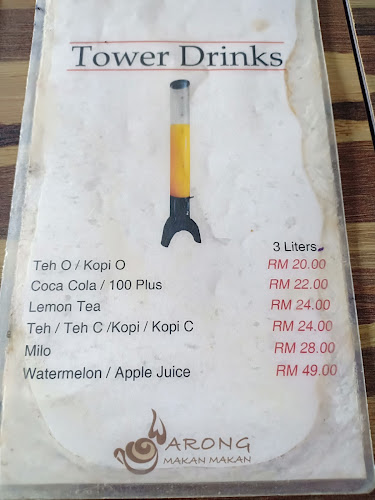 Tower Drinks
3 Liters
Teh O / Kopi O RM 20.00
Coca Cola / 100 Plus RM 22.00
Lemon Tea RM 24.00
Teh / Teh C /Kopi / Kopi C RM 24.00
Milo RM 28.00
Watermelon / Apple Juice RM 49.00
WARONG
MAKAN MAKAN